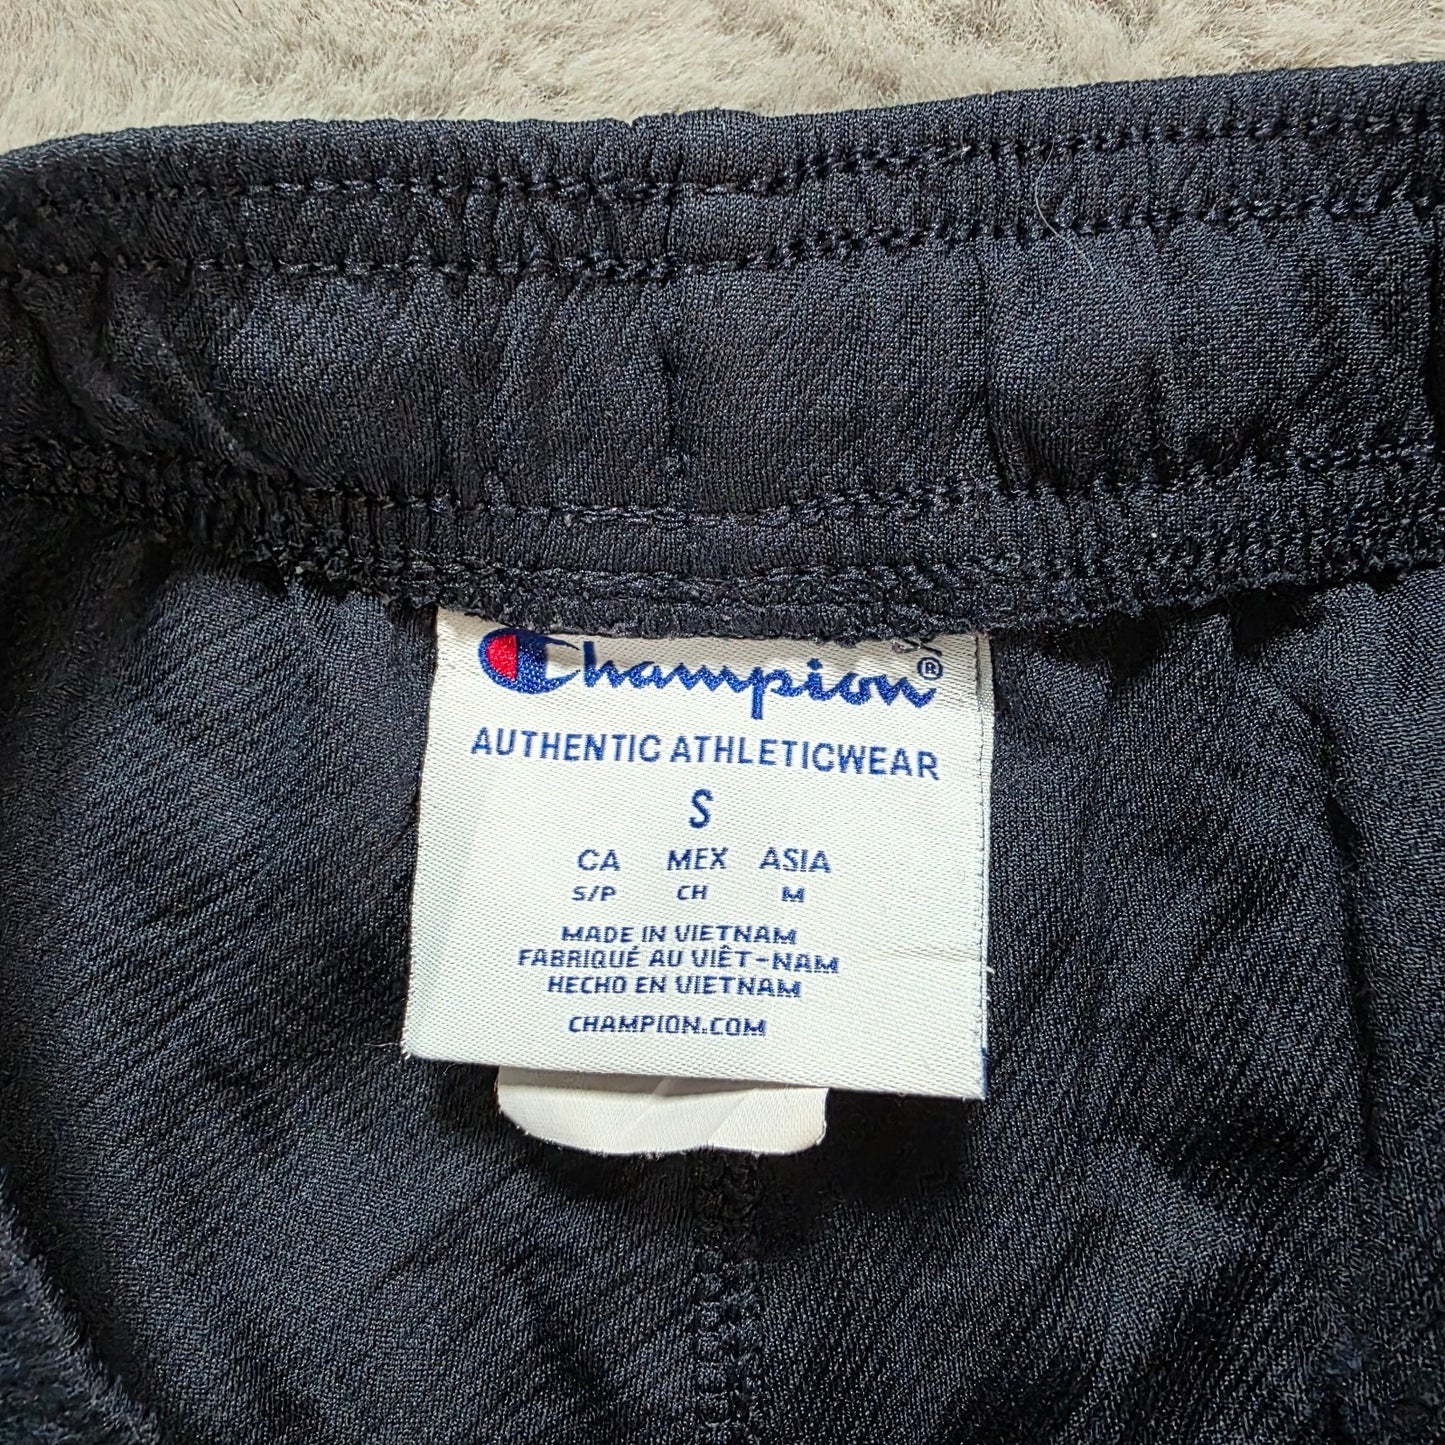 Champion®
AUTHENTIC ATHLETICWEAR
S
CA MEX ASIA
S/P CH M
MADE IN VIETNAM
FABRIQUÉ AU VIÊT-NAM
HECHO EN VIETNAM
CHAMPION.COM